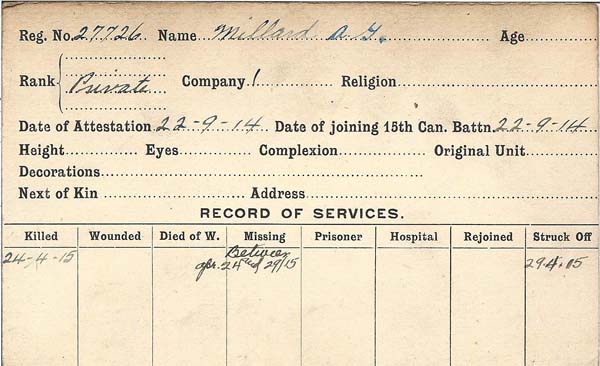 Reg. No. 27726 Name Millard A. G. Age
Rank Private Company 1 Religion
Date of Attestation 22-9-14 Date of joining 15th Can. Battn. 22-9-14
Height Eyes Complexion Original Unit
Decorations
Next of Kin Address
RECORD OF SERVICES.
Killed Wounded Died of W. Missing Prisoner Hospital Rejoined Struck Off
24-4-15 Between 29.4.15
apr. 24 and 29/15